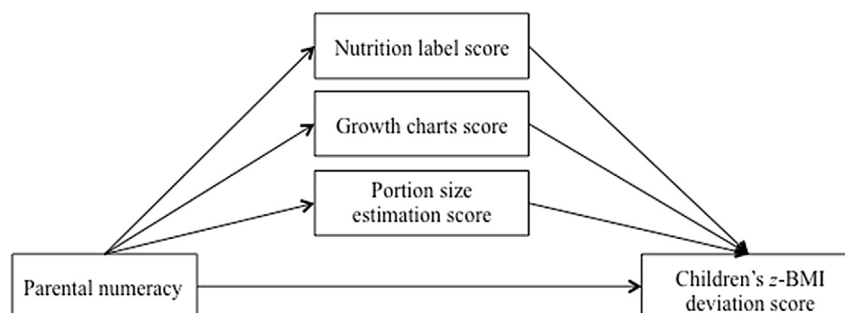 Nutrition label score
Growth charts score
Portion size
estimation score
Parental numeracy
Children's z-BMI
deviation score